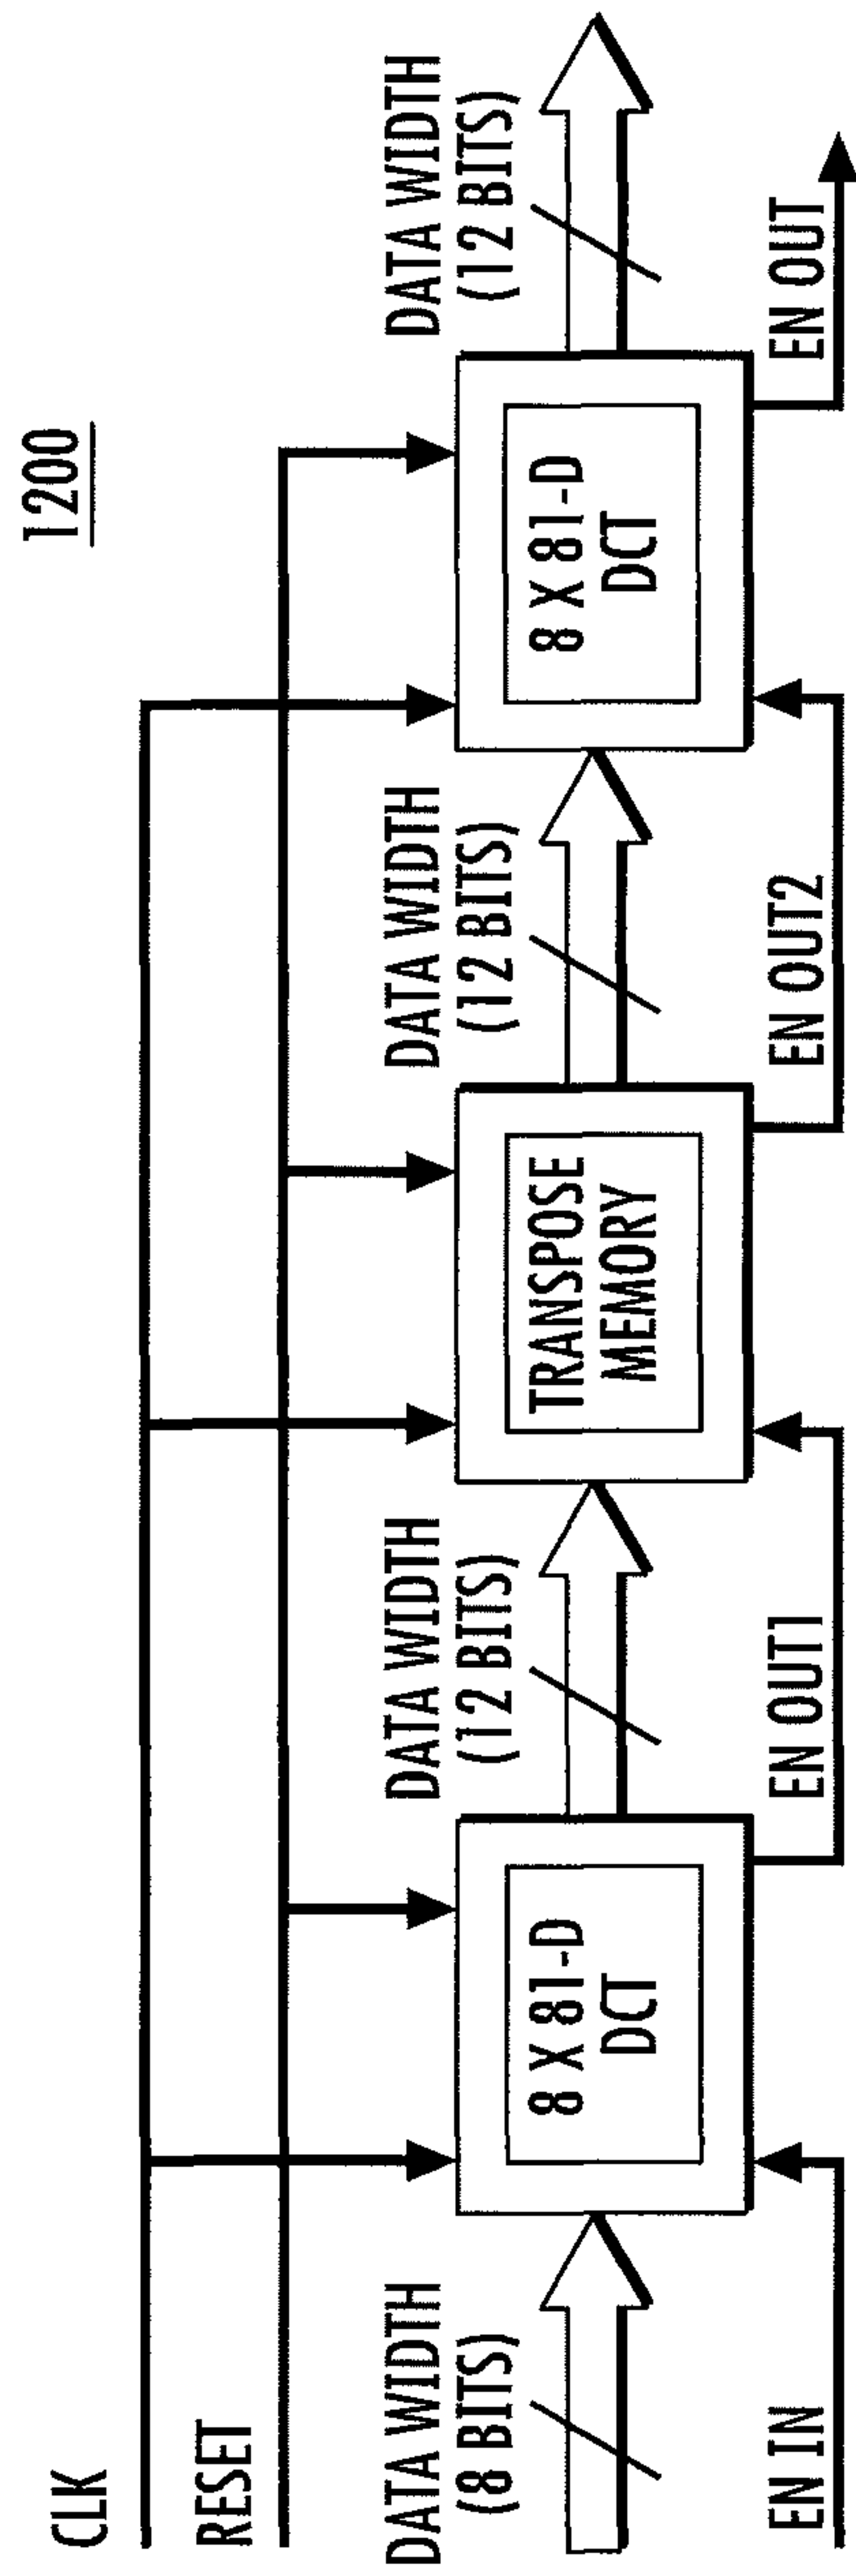 1200
CLK
RESET
DATA WIDTH
(8 BITS)
DATA WIDTH
(12 BITS)
DATA WIDTH
(12 BITS)
DATA WIDTH
(12 BITS)
8 X 81-D
DCT
TRANSPOSE
MEMORY
8 X 81-D
DCT
EN IN
EN OUT1
EN OUT2
EN OUT